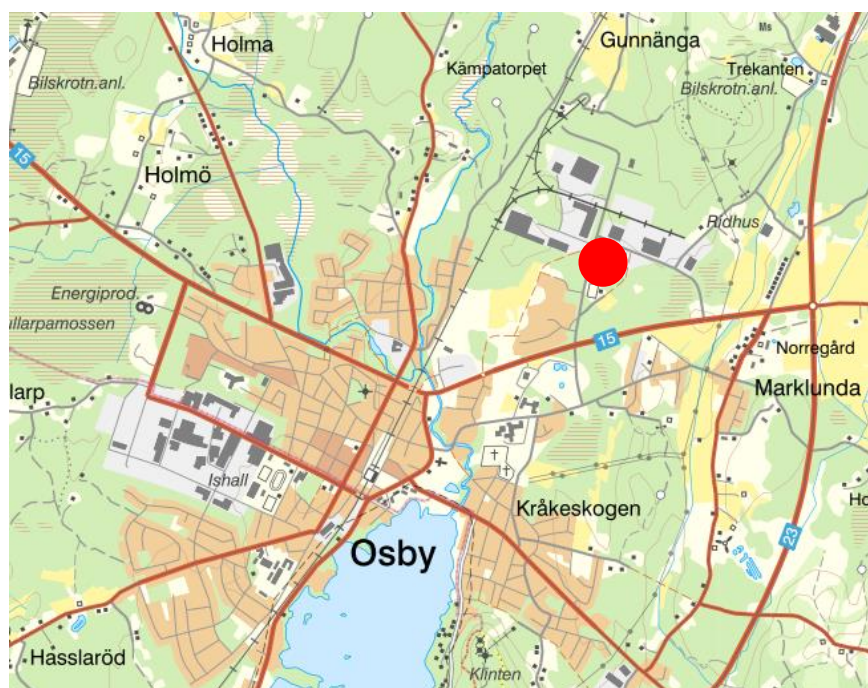 Holma
Gunnänga
Ms
Kämpatorpet
Trekanten
Bilskrotn.anl.
Bilskrotn.anl.
15
Holmö
Ridhus
Energiprod.
ullarpamossen
15
Norregård
larp
Marklunda
Ishall
Kråkeskogen
Ho
23
Osby
Hasslaröd
Klinten